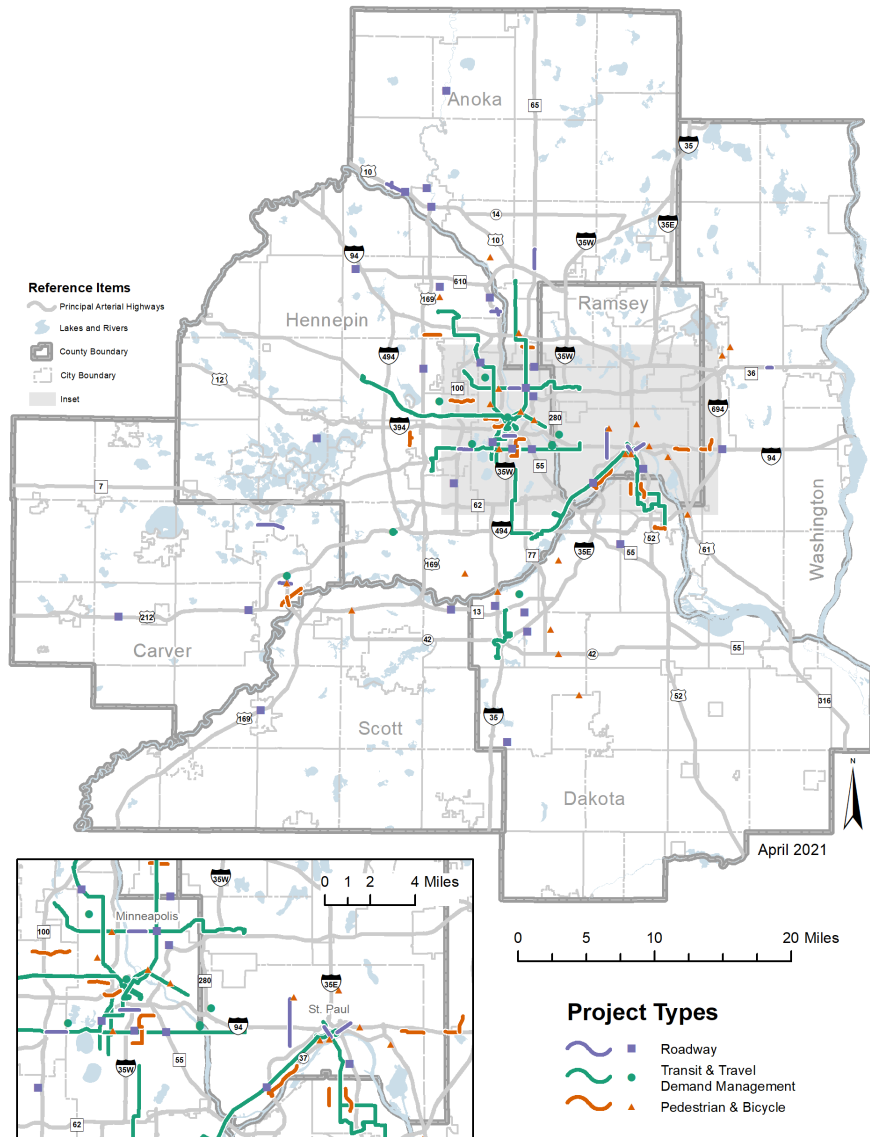 Anoka
65
35
10
14
35E
10
35W
94
610
Ramsey
169
Reference Items
Principal Arterial Highways
Lakes and Rivers
County Boundary
City Boundary
Inset
Hennepin
494
35W
12
100
36
694
280
394
94
35W
55
7
62
494
Washington
77
35E
55
52
61
169
212
13
42
42
55
Carver
52
316
169
35
Scott
N
Dakota
April 2021
35W
0 1 2 4 Miles
Minneapolis
100
280
35E
St. Paul
94
37
55
35W
62
0 5 10 20 Miles
Project Types
Roadway
Transit & Travel
Demand Management
Pedestrian & Bicycle